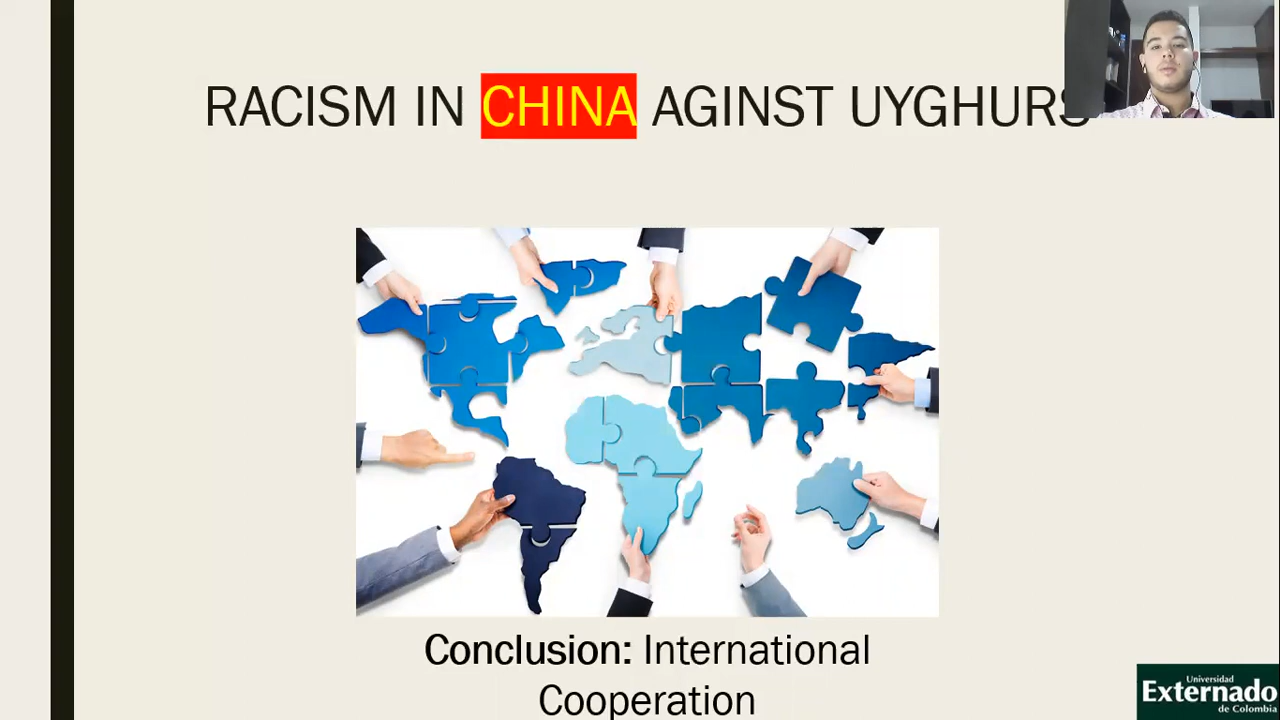 RACISM IN CHINA AGINST UYGHURS
Conclusion: International
Cooperation
Universidad
Externado
de Colombia